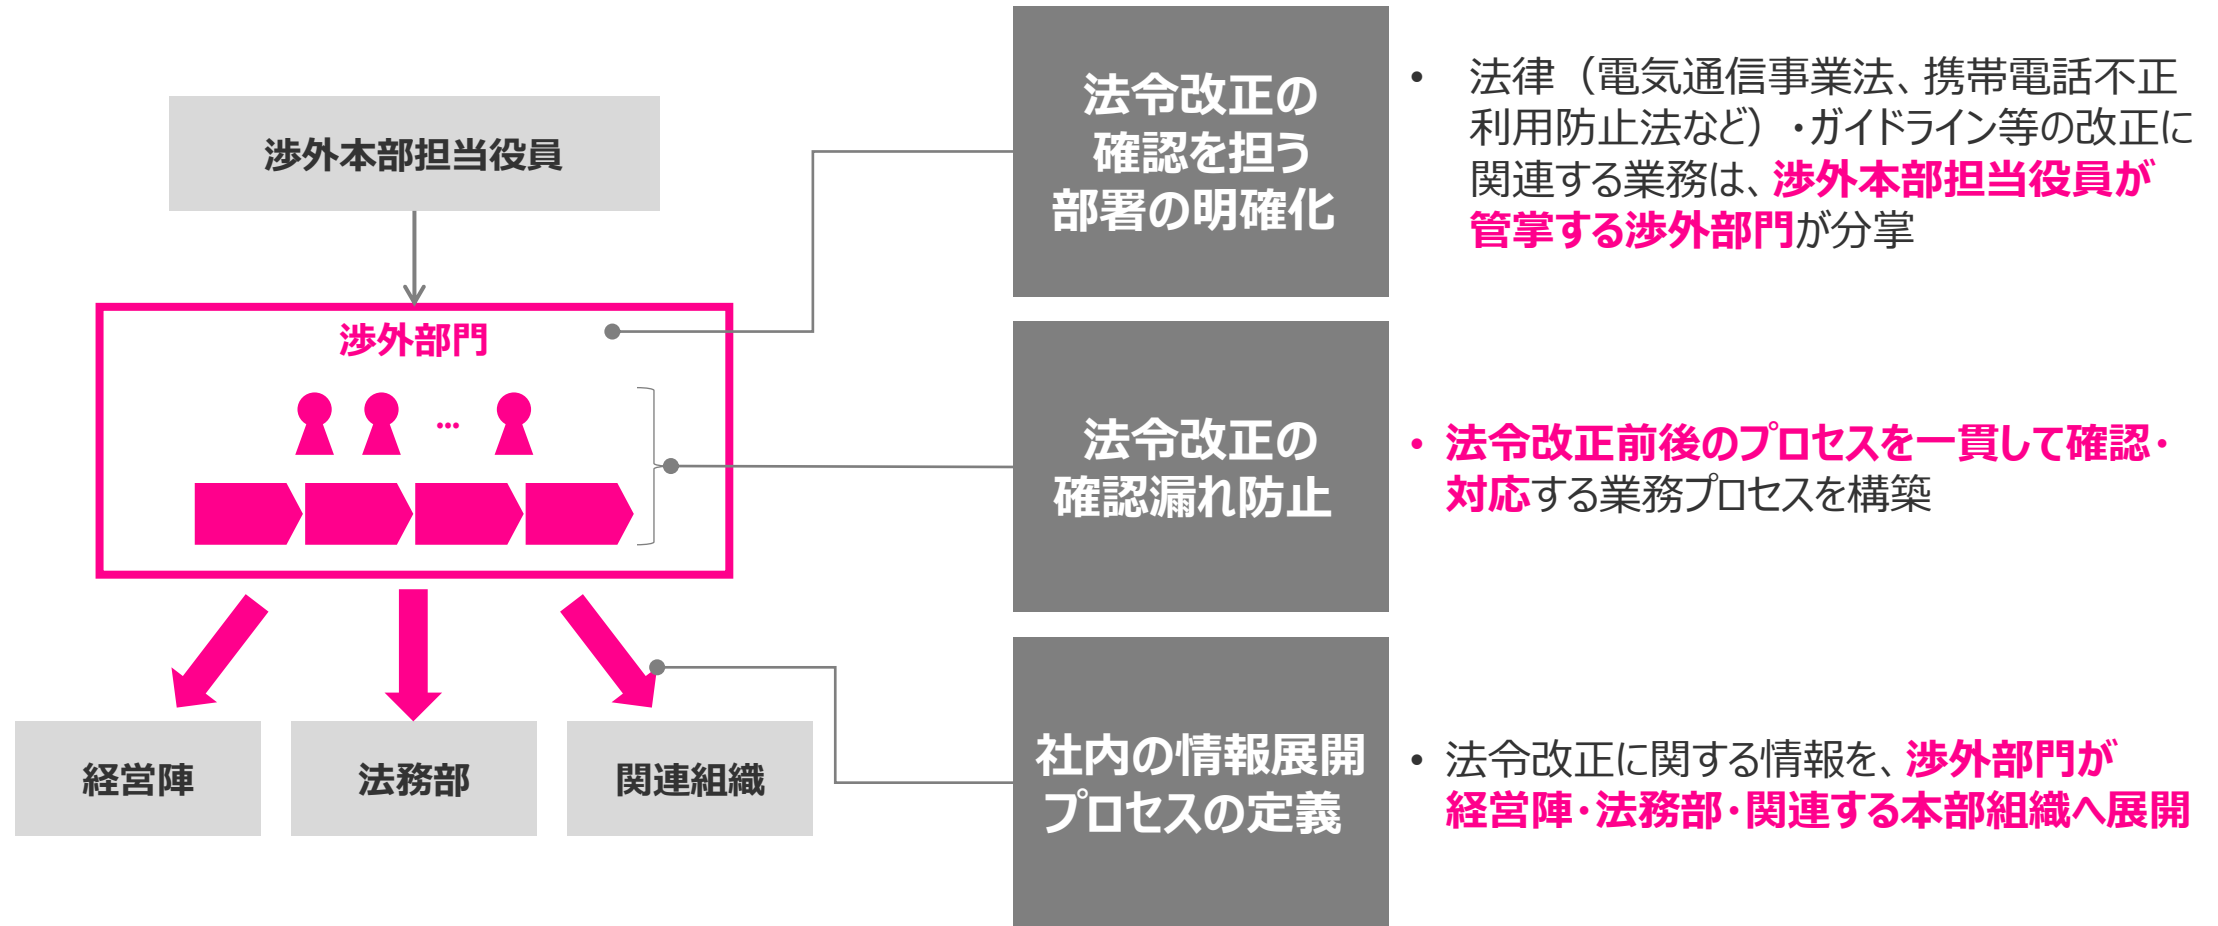 渉外本部担当役員
渉外部門
…
経営陣
法務部
関連組織
法令改正の
確認を担う
部署の明確化
• 法律（電気通信事業法、携帯電話不正
利用防止法など）・ガイドライン等の改正に
関連する業務は、渉外本部担当役員が
管掌する渉外部門が分掌
法令改正の
確認漏れ防止
• 法令改正前後のプロセスを一貫して確認・
対応する業務プロセスを構築
社内の情報展開
プロセスの定義
• 法令改正に関する情報を、渉外部門が
経営陣・法務部・関連する本部組織へ展開